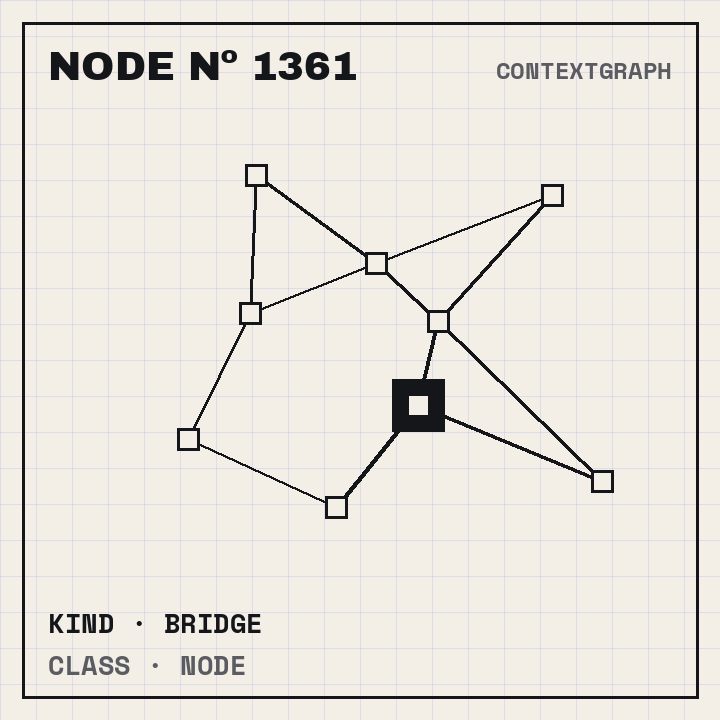 NODE Nº 1361
CONTEXTGRAPH
KIND · BRIDGE
CLASS · NODE